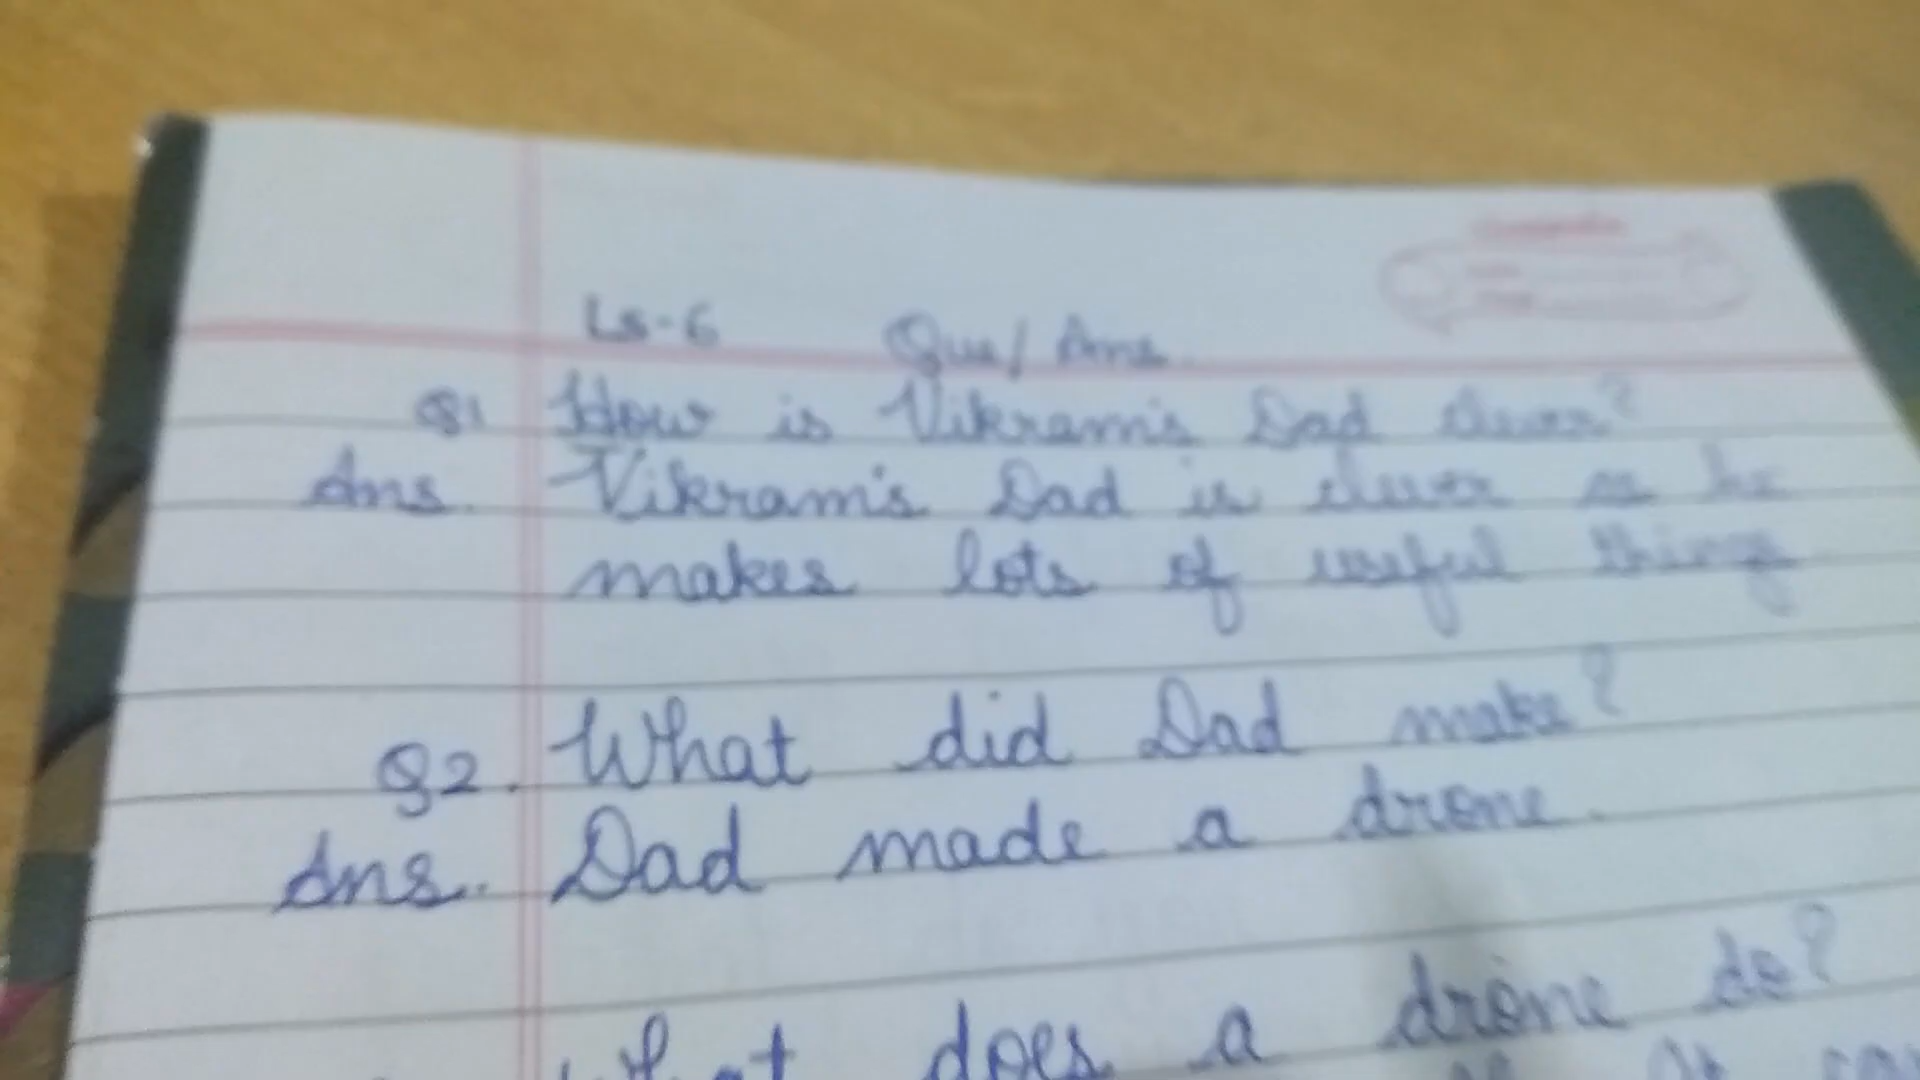 Ls-6 Que/ Ans.
Q1 How is Vikram's Dad clever?
Ans. Vikram's Dad is clever as he
makes lots of useful things
Q2. What did Dad make?
Ans. Dad made a drone.
What does a drone do?